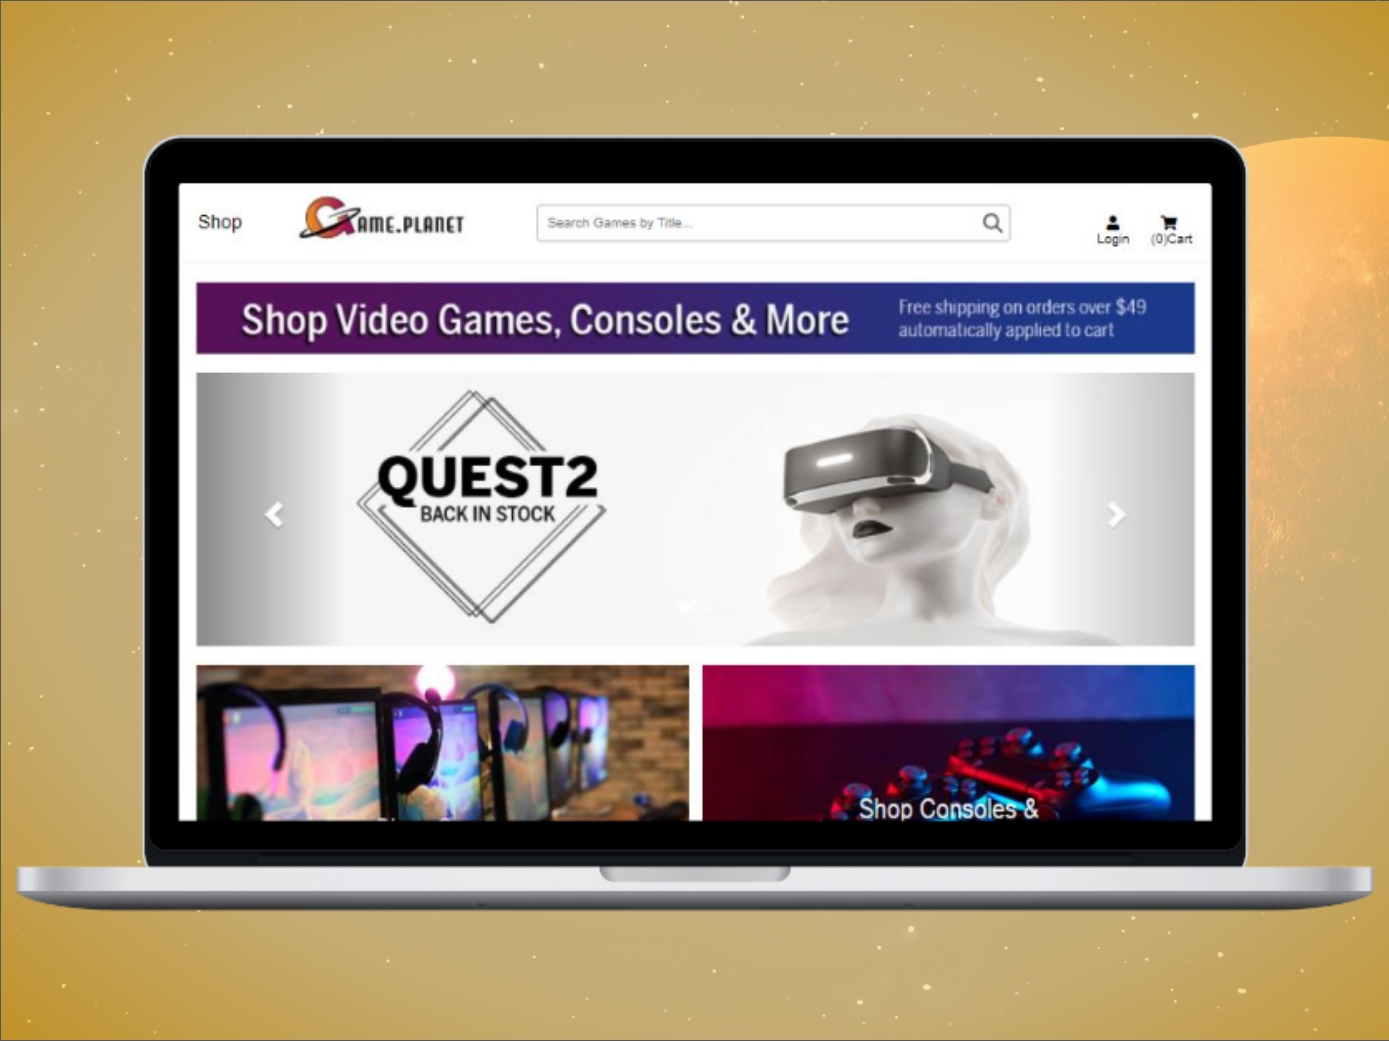 Shop
GAME.PLANET
Search Games by Title...
Login
(0)Cart
Shop Video Games, Consoles & More
Free shipping on orders over $49
automatically applied to cart
QUEST2
BACK IN STOCK
Shop Consoles &